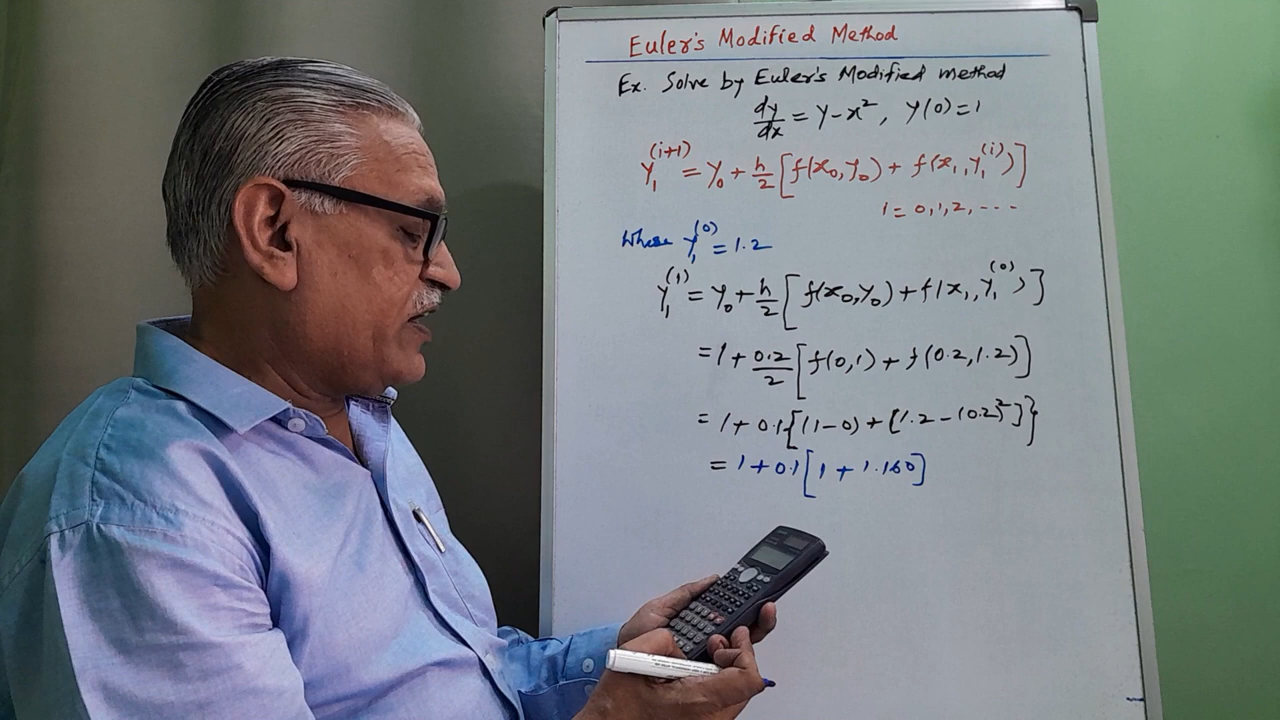 Euler's Modified Method
Ex. Solve by Euler's Modified method
dy/dx = y-x², y(0)=1
y₁^(i+1) = y₀ + h/2 [f(x₀,y₀) + f(x₁,y₁^(i))]
i = 0,1,2,---
Where y₁^(0) = 1.2
y₁^(1) = y₀ + h/2 [f(x₀,y₀) + f(x₁,y₁^(0))]
= 1 + 0.2/2 [f(0,1) + f(0.2,1.2)]
= 1 + 0.1{(1-0) + [1.2-(0.2)²]}
= 1 + 0.1[1 + 1.160]